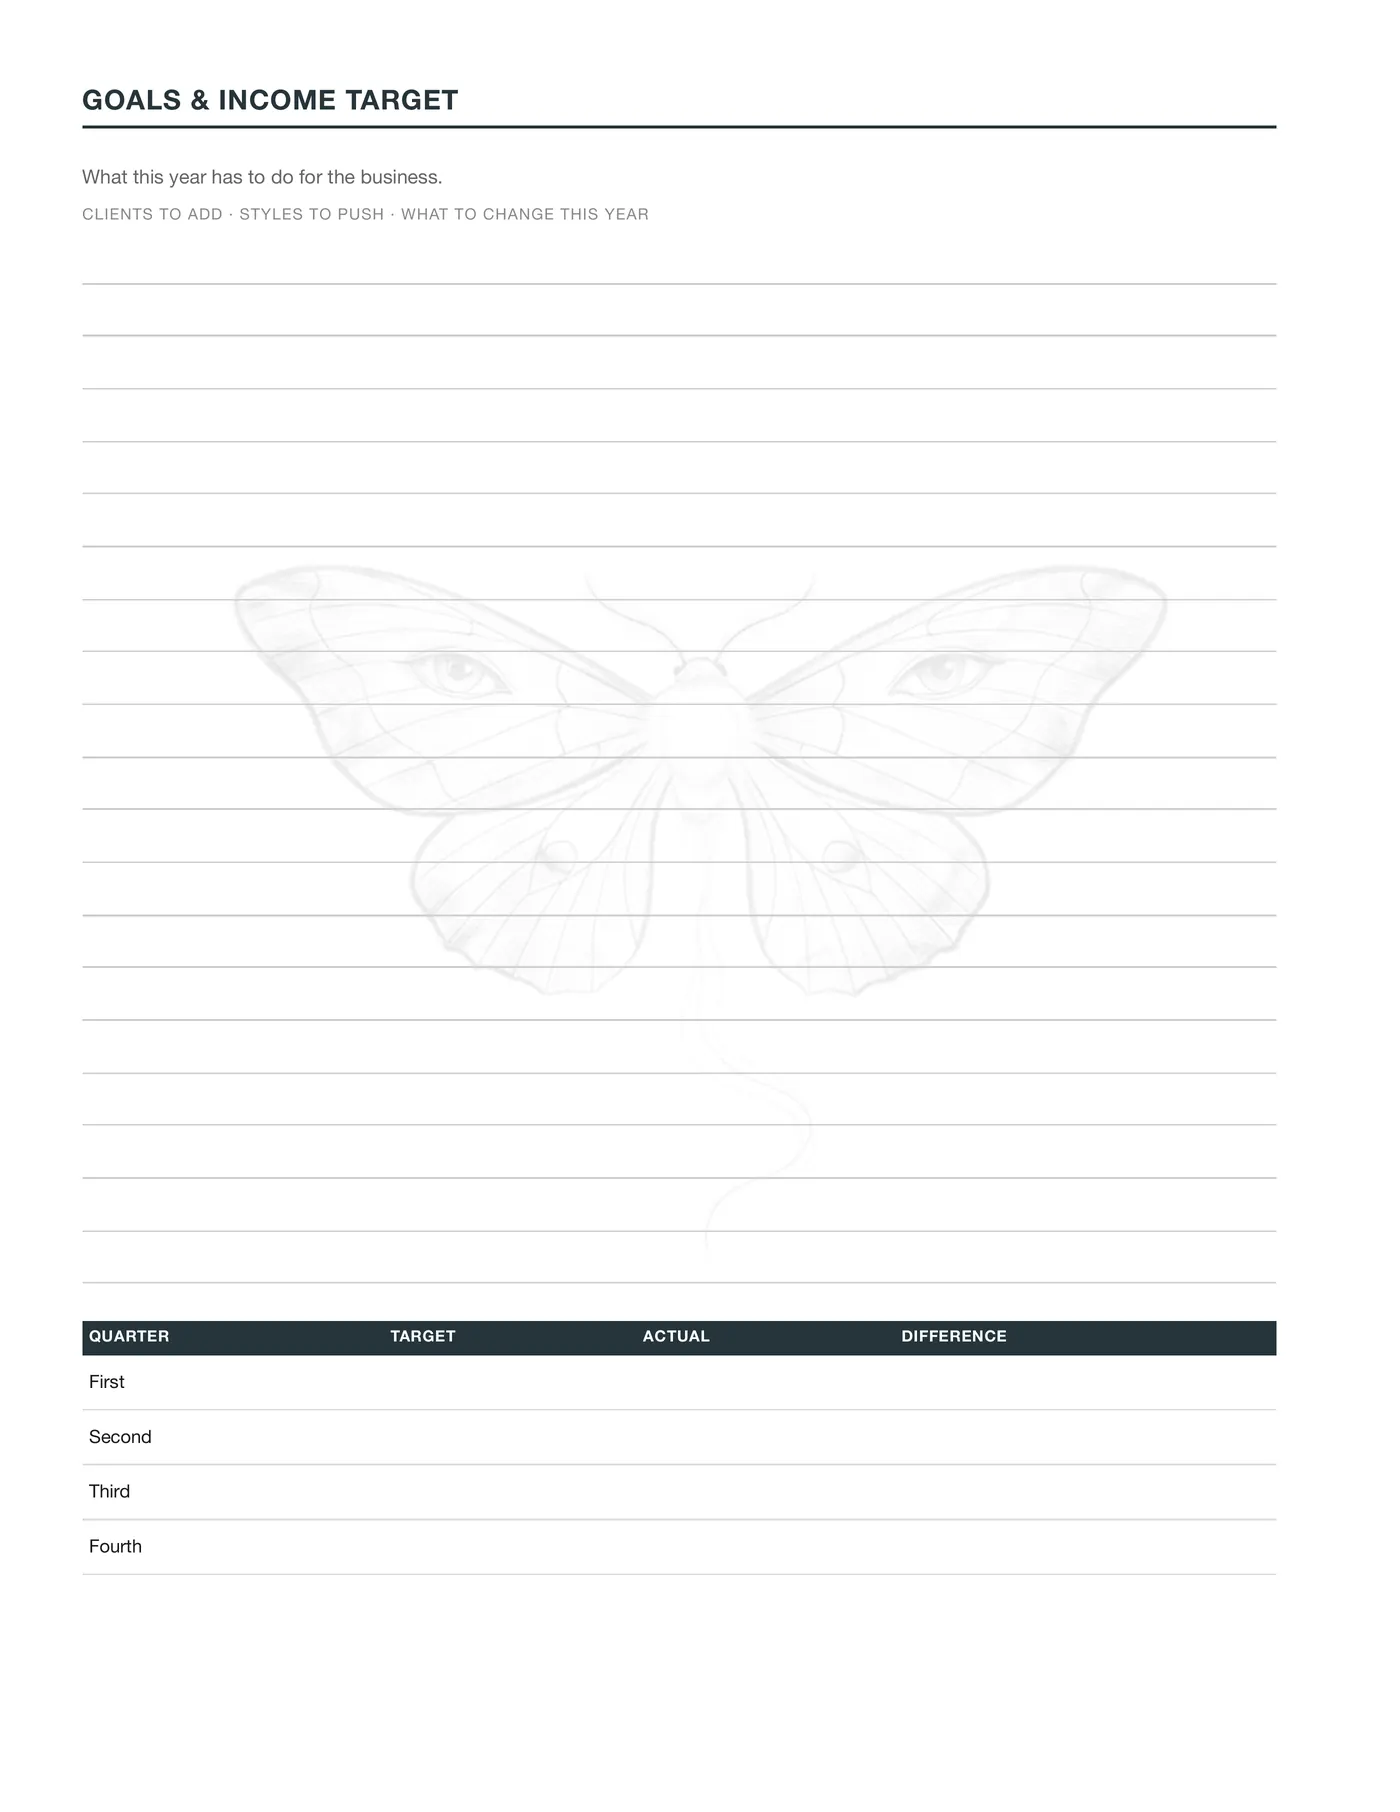 GOALS & INCOME TARGET
What this year has to do for the business.
CLIENTS TO ADD · STYLES TO PUSH · WHAT TO CHANGE THIS YEAR
QUARTER TARGET ACTUAL DIFFERENCE
First
Second
Third
Fourth